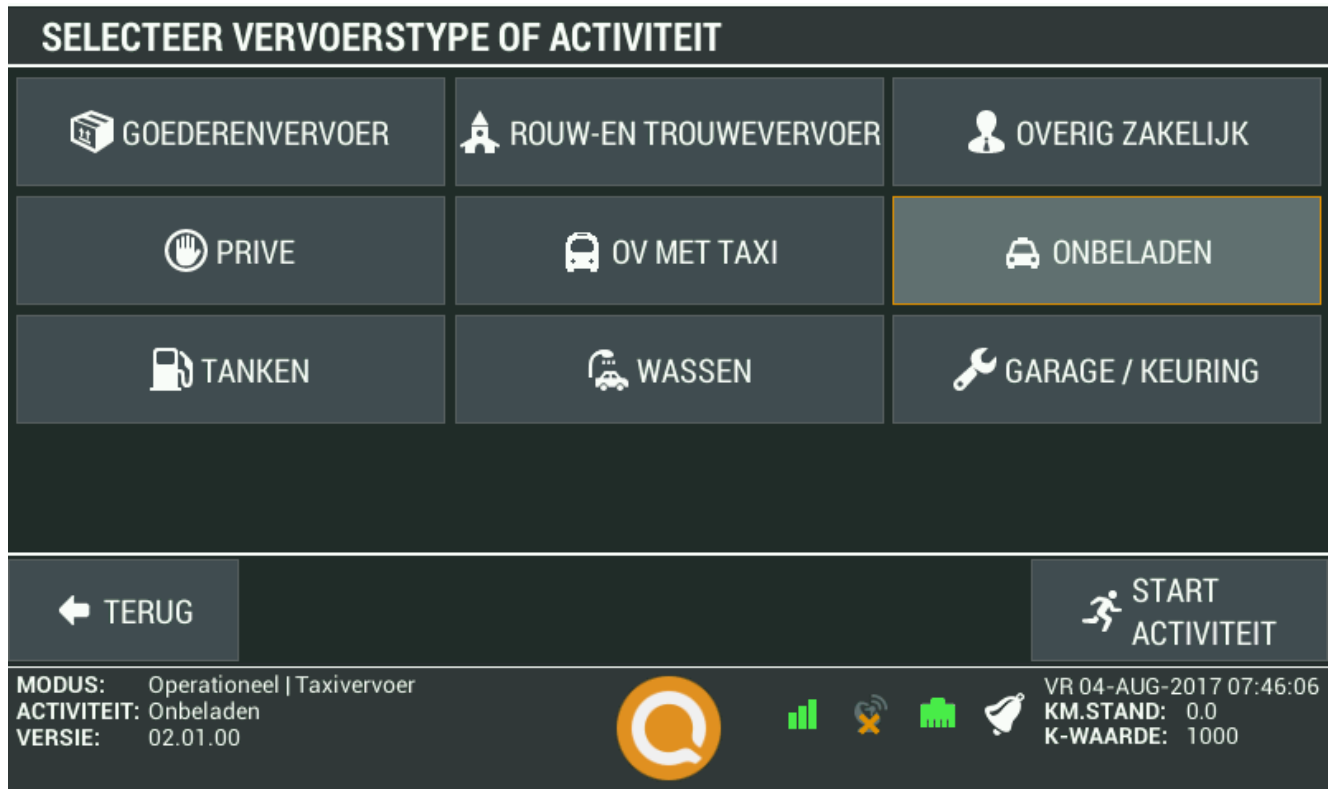 SELECTEER VERVOERSTYPE OF ACTIVITEIT
GOEDERENVERVOER
ROUW-EN TROUWEVERVOER
OVERIG ZAKELIJK
PRIVE
OV MET TAXI
ONBELADEN
TANKEN
WASSEN
GARAGE / KEURING
TERUG
START
ACTIVITEIT
MODUS: Operationeel | Taxivervoer
ACTIVITEIT: Onbeladen
VERSIE: 02.01.00
VR 04-AUG-2017 07:46:06
KM.STAND: 0.0
K-WAARDE: 1000